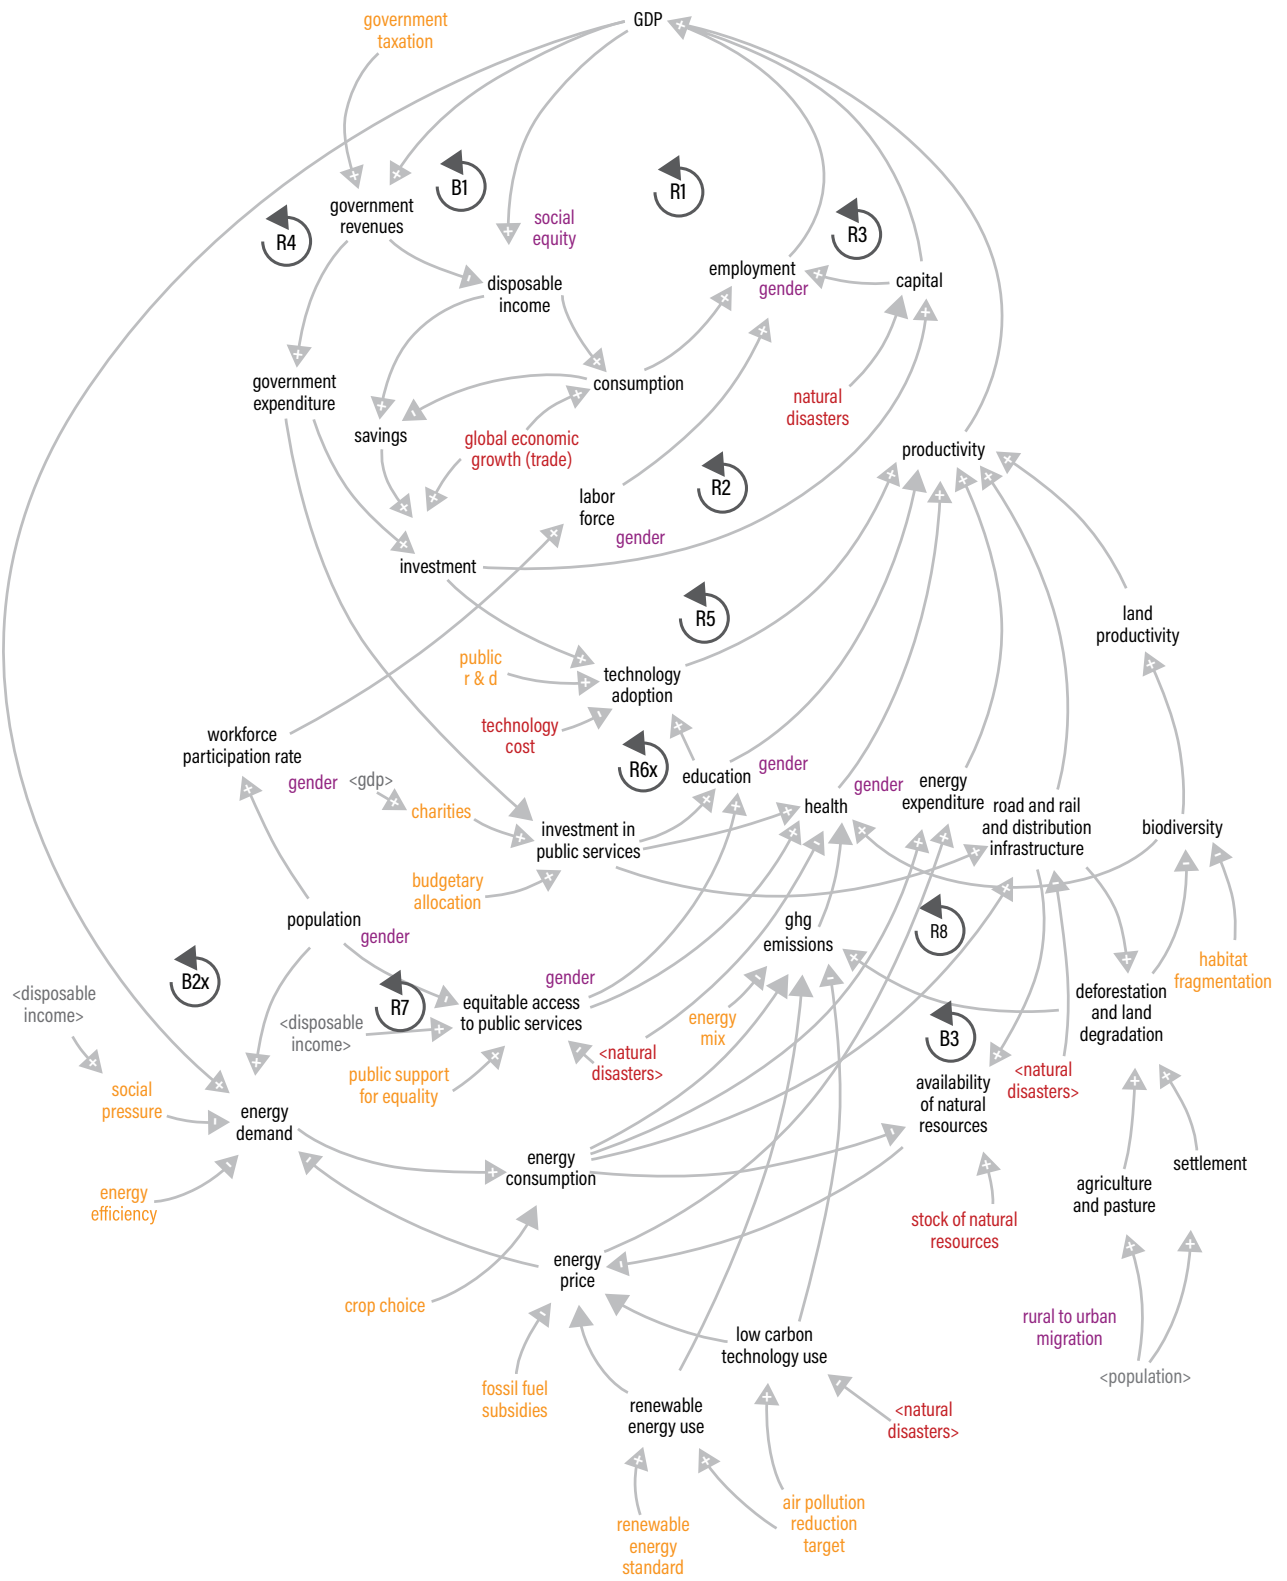 GDP
government
taxation
B1
R1
R4
R3
government
revenues
social
equity
employment
gender
capital
disposable
income
government
expenditure
consumption
natural
disasters
savings
global economic
growth (trade)
productivity
R2
labor
force
gender
investment
R5
land
productivity
public
r & d
technology
adoption
technology
cost
workforce
participation rate
gender
<gdp>
R6x
education
gender
charities
health
gender
energy
expenditure
road and rail
and distribution
infrastructure
biodiversity
investment in
public services
budgetary
allocation
population
gender
ghg
emissions
R8
habitat
fragmentation
B2x
<disposable
income>
R7
gender
equitable access
to public services
<disposable
income>
energy
mix
deforestation
and land
degradation
B3
<natural
disasters>
<natural
disasters>
public support
for equality
social
pressure
energy
demand
availability
of natural
resources
energy
consumption
settlement
agriculture
and pasture
energy
efficiency
stock of natural
resources
energy
price
crop choice
rural to urban
migration
low carbon
technology use
<population>
fossil fuel
subsidies
renewable
energy use
<natural
disasters>
air pollution
reduction
target
renewable
energy
standard